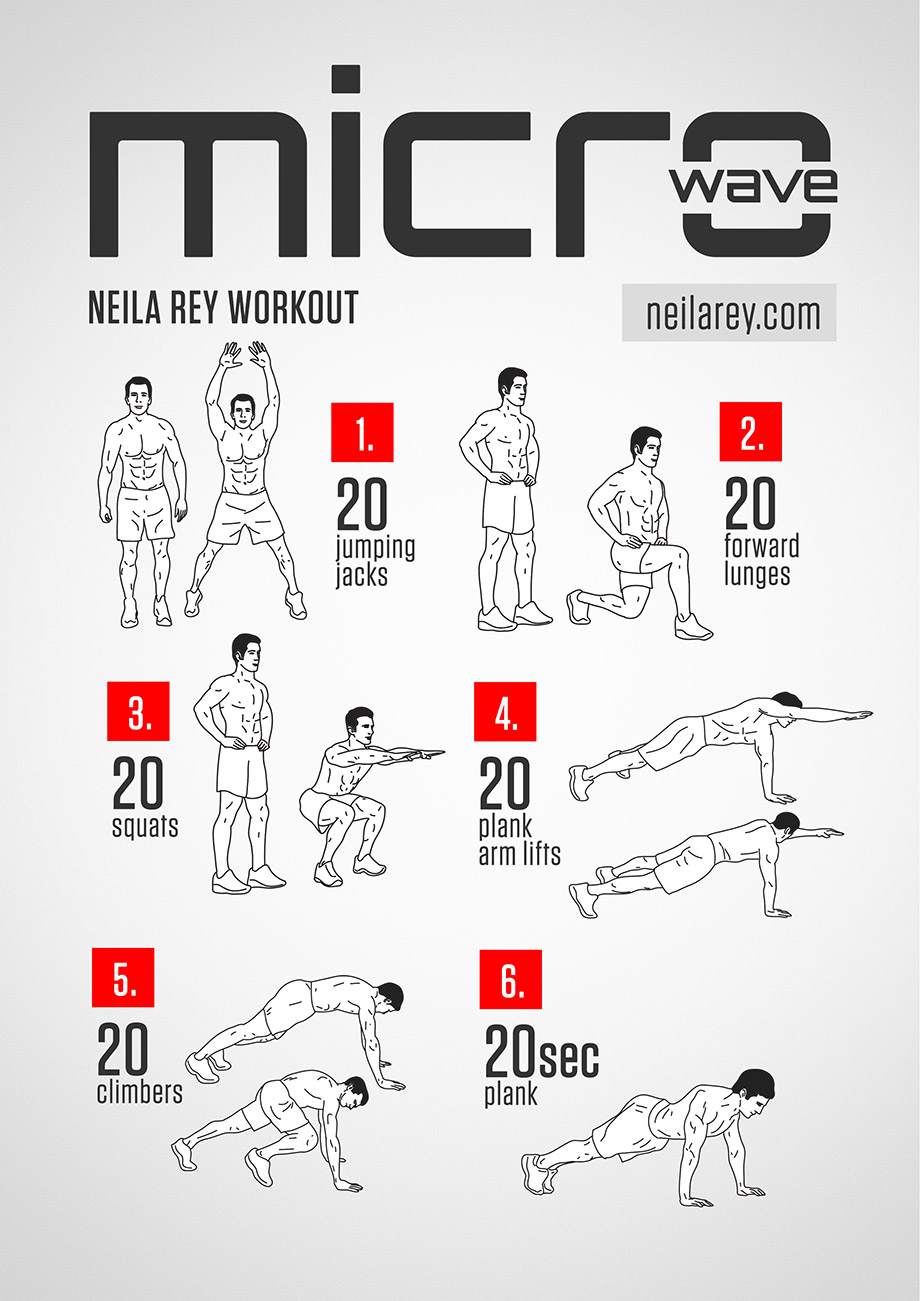 micro
wave
NEILA REY WORKOUT
neilarey.com
1.
20
jumping
jacks
2.
20
forward
lunges
3.
20
squats
4.
20
plank
arm lifts
5.
20
climbers
6.
20sec
plank